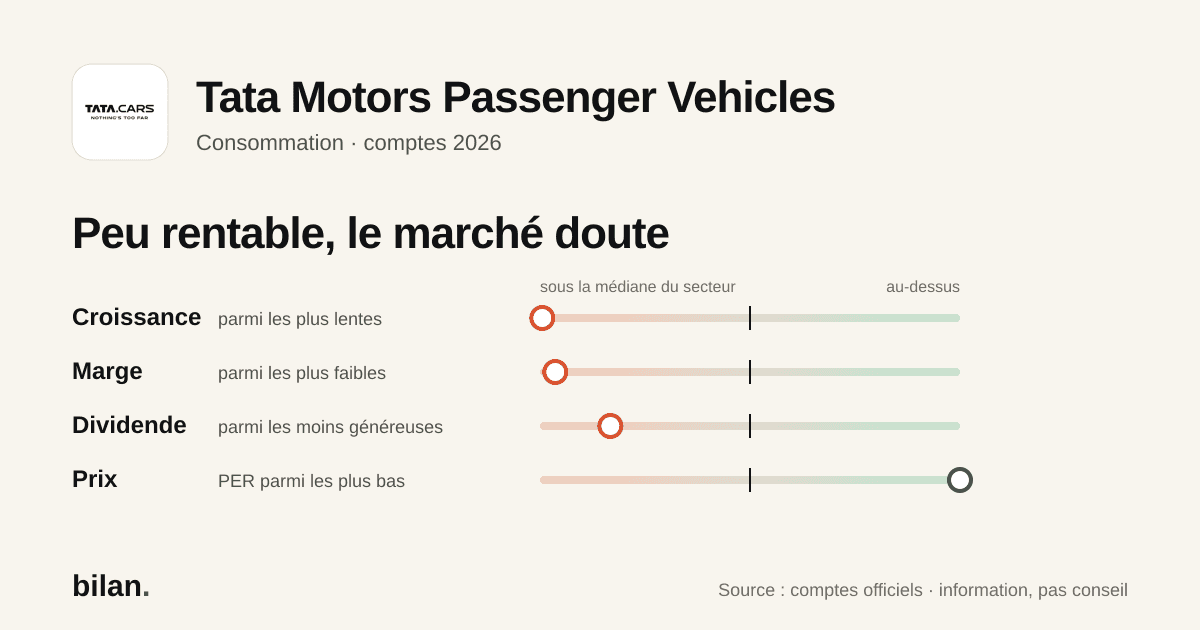 TATA.CARS
NOTHING'S TOO FAR
Tata Motors Passenger Vehicles
Consommation · comptes 2026
Peu rentable, le marché doute
sous la médiane du secteur au-dessus
Croissance parmi les plus lentes
Marge parmi les plus faibles
Dividende parmi les moins généreuses
Prix PER parmi les plus bas
bilan. Source : comptes officiels · information, pas conseil